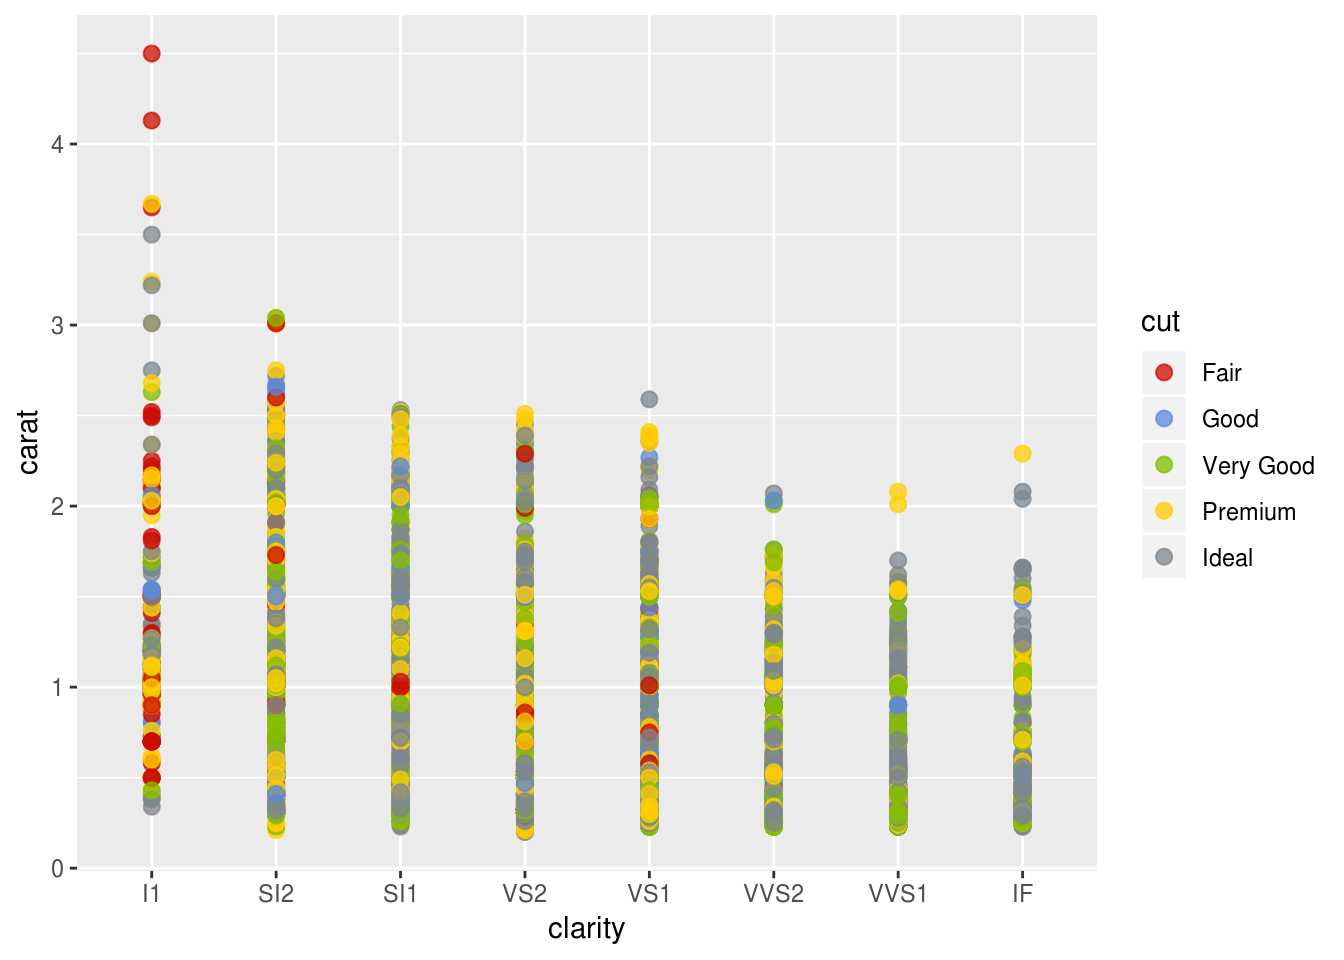 4
3
2
1
0
carat
I1 SI2 SI1 VS2 VS1 VVS2 VVS1 IF
clarity
cut
Fair
Good
Very Good
Premium
Ideal